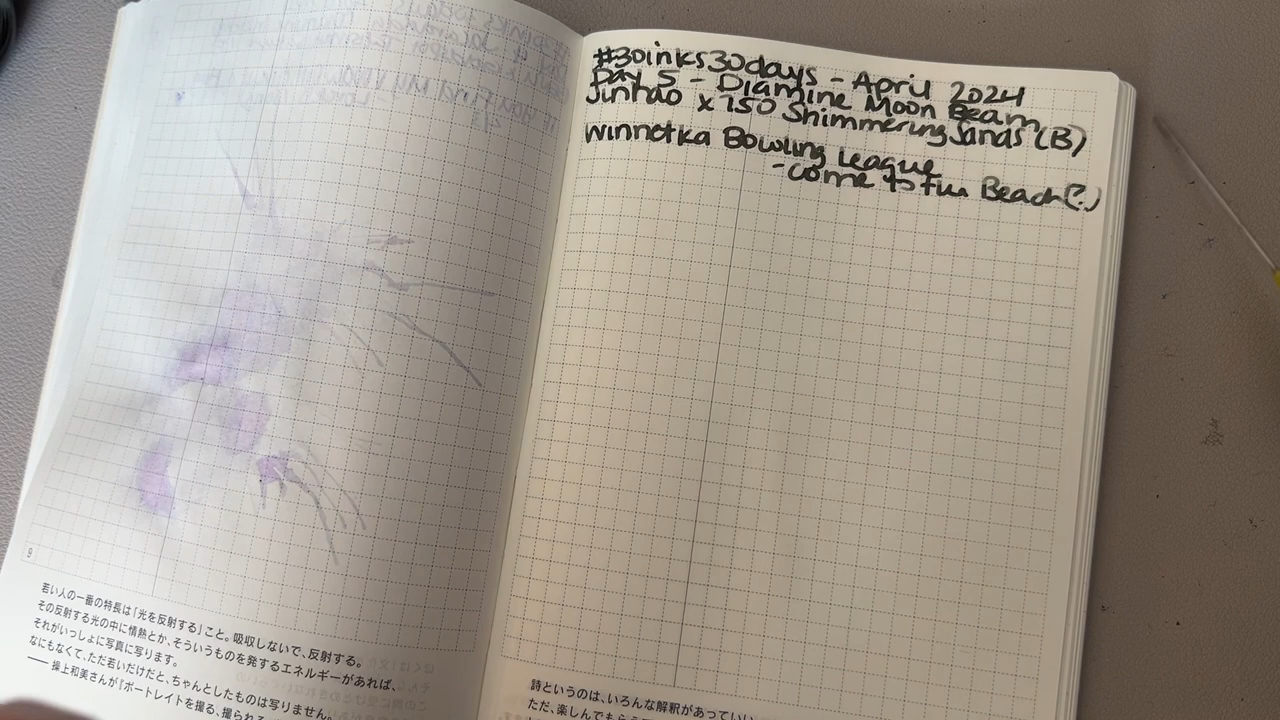 9
若い人の一番の特長は「光を反射する」こと。吸収しないで、反射する。
その反射する光の中に情熱とか、そういうものを発するエネルギーがあれば、
それがいっしょに写真に写ります。
なにもなくて、ただ若いだけだと、ちゃんとしたものは写りません。
── 操上和美さんが『ポートレイトを撮る、撮られる
#30inks30days - April 2024
Day 5 - Diamine Moon Beam
Jinhao x750 Shimmering Sands (B)
Winnetka Bowling League
- come to the Beach (?)
詩というのは、いろんな解釈があっていい
ただ、楽しんでもらう